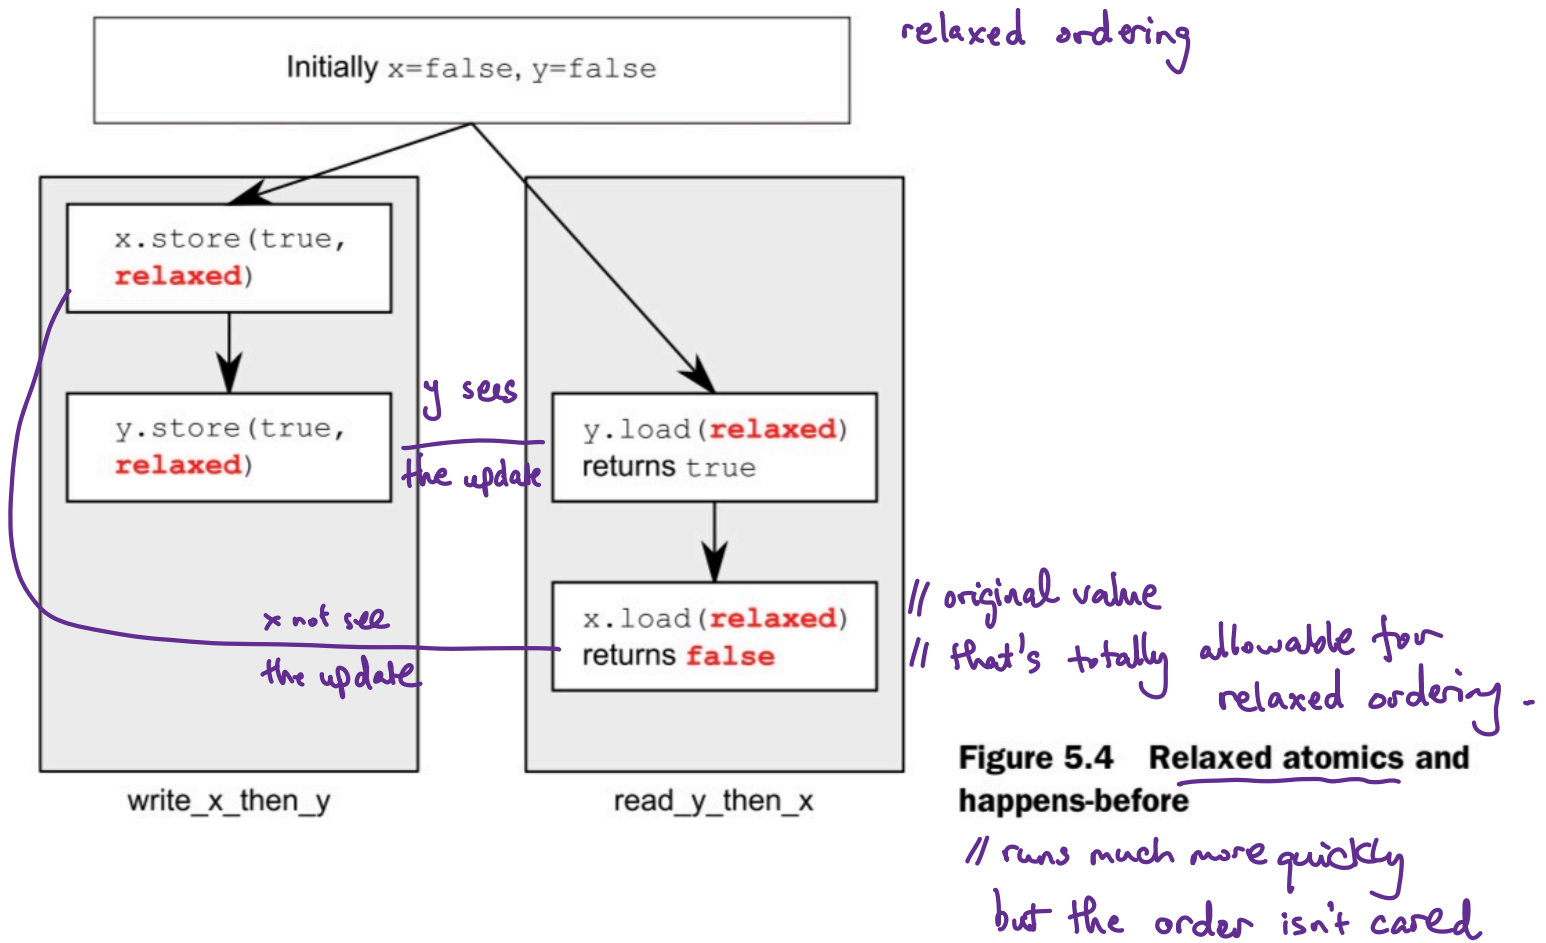 relaxed ordering
Initially x=false, y=false
x.store(true,
relaxed)
y.store(true,
relaxed)
y sees
the update
y.load(relaxed)
returns true
x.load(relaxed)
returns false
x not see
the update
// original value
// that's totally allowable for
relaxed ordering.
write_x_then_y
read_y_then_x
Figure 5.4 Relaxed atomics and
happens-before
// runs much more quickly
but the order isn't cared